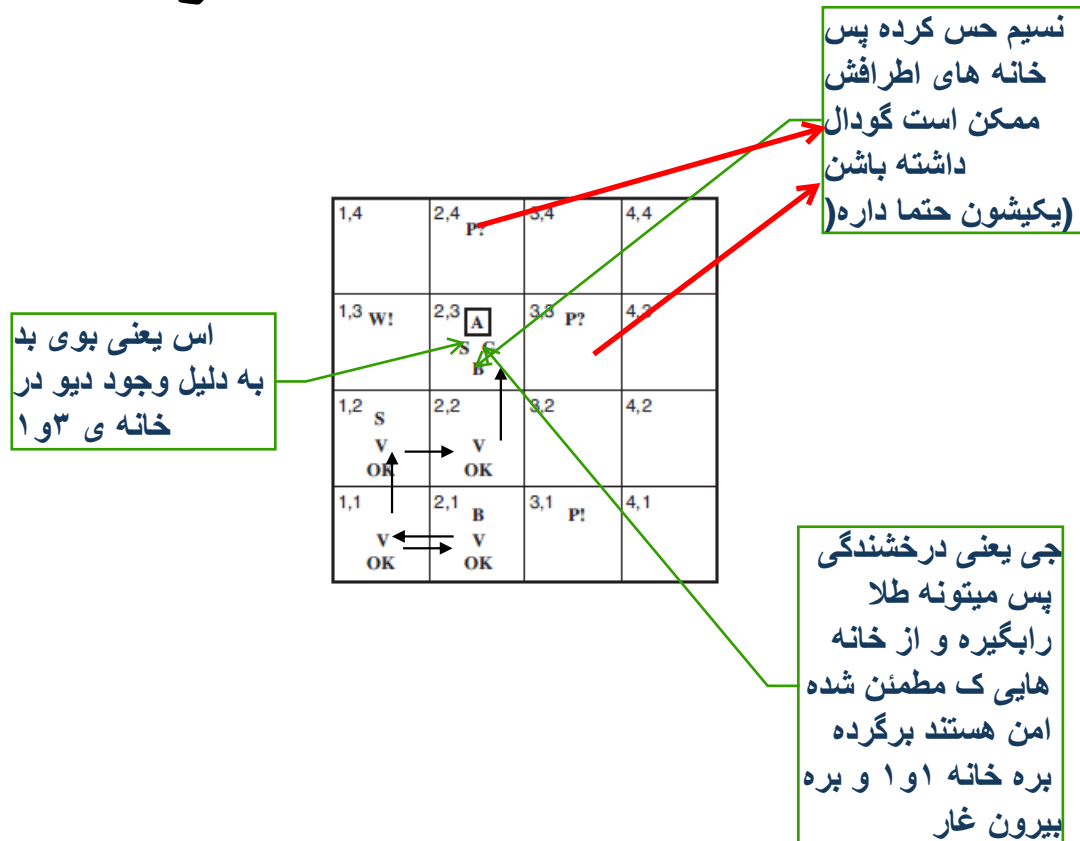 نسیم حس کرده پس
خانه های اطرافش
ممکن است گودال
داشته باشن
(یکیشون حتما داره(
1,4 2,4 3,4 4,4
P?
1,3 W! 2,3 A 3,3 P? 4,3
S G
B
اس یعنی بوی بد
به دلیل وجود دیو در
خانه ی ۳و۱
1,2 2,2 3,2 4,2
S
V V
OK OK
1,1 2,1 3,1 4,1
B P!
V V
OK OK
جی یعنی درخشندگی
پس میتونه طلا
رابگیره و از خانه
هایی ک مطمئن شده
امن هستند برگرده
بره خانه ۱و۱ و بره
بیرون غار